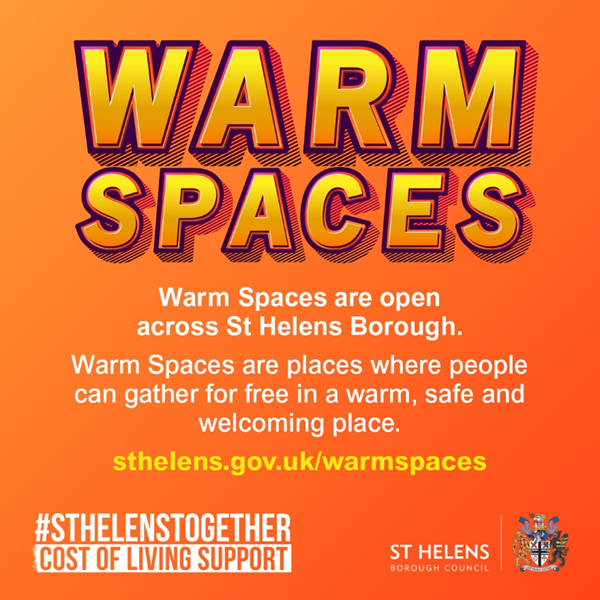 WARM
SPACES
Warm Spaces are open
across St Helens Borough.
Warm Spaces are places where people
can gather for free in a warm, safe and
welcoming place.
sthelens.gov.uk/warmspaces
#STHELENSTOGETHER
COST OF LIVING SUPPORT
ST HELENS
BOROUGH COUNCIL